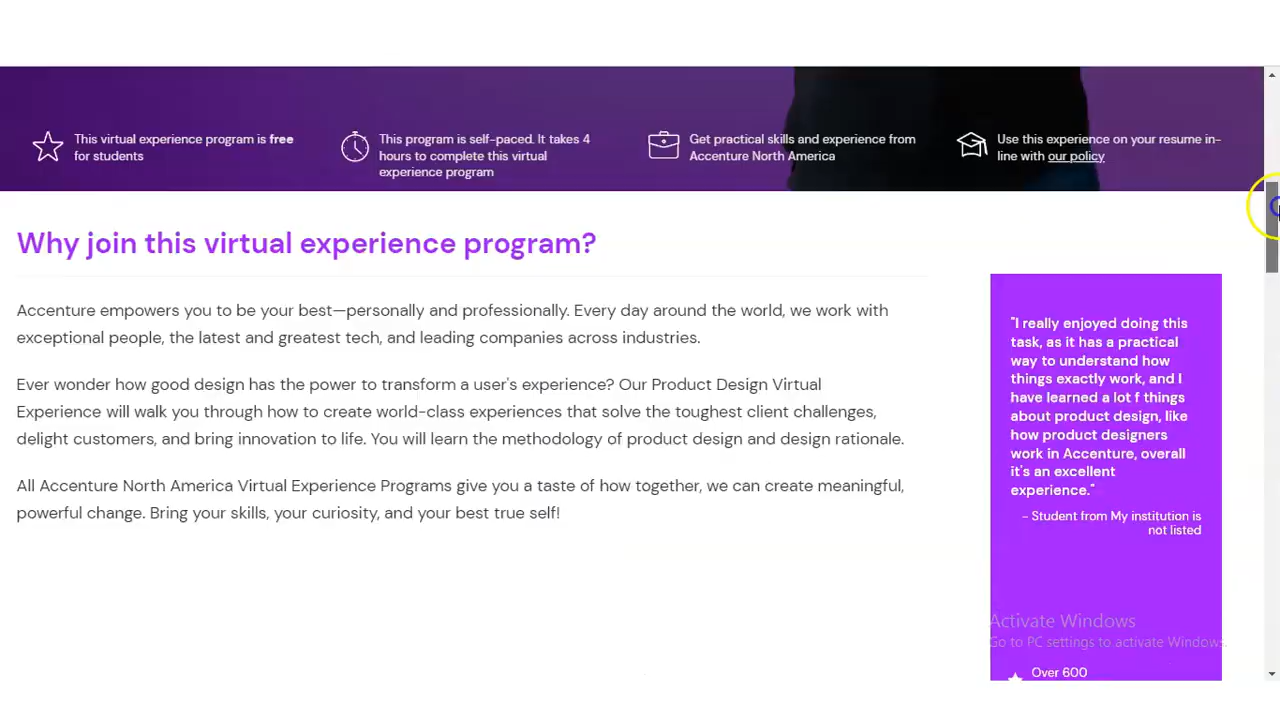 This virtual experience program is free
for students
This program is self-paced. It takes 4
hours to complete this virtual
experience program
Get practical skills and experience from
Accenture North America
Use this experience on your resume in-
line with our policy
Why join this virtual experience program?
Accenture empowers you to be your best—personally and professionally. Every day around the world, we work with
exceptional people, the latest and greatest tech, and leading companies across industries.
Ever wonder how good design has the power to transform a user's experience? Our Product Design Virtual
Experience will walk you through how to create world-class experiences that solve the toughest client challenges,
delight customers, and bring innovation to life. You will learn the methodology of product design and design rationale.
All Accenture North America Virtual Experience Programs give you a taste of how together, we can create meaningful,
powerful change. Bring your skills, your curiosity, and your best true self!
"I really enjoyed doing this
task, as it has a practical
way to understand how
things exactly work, and I
have learned a lot f things
about product design, like
how product designers
work in Accenture, overall
it's an excellent
experience."
– Student from My institution is
not listed
Activate Windows
Go to PC settings to activate Windows.
Over 600